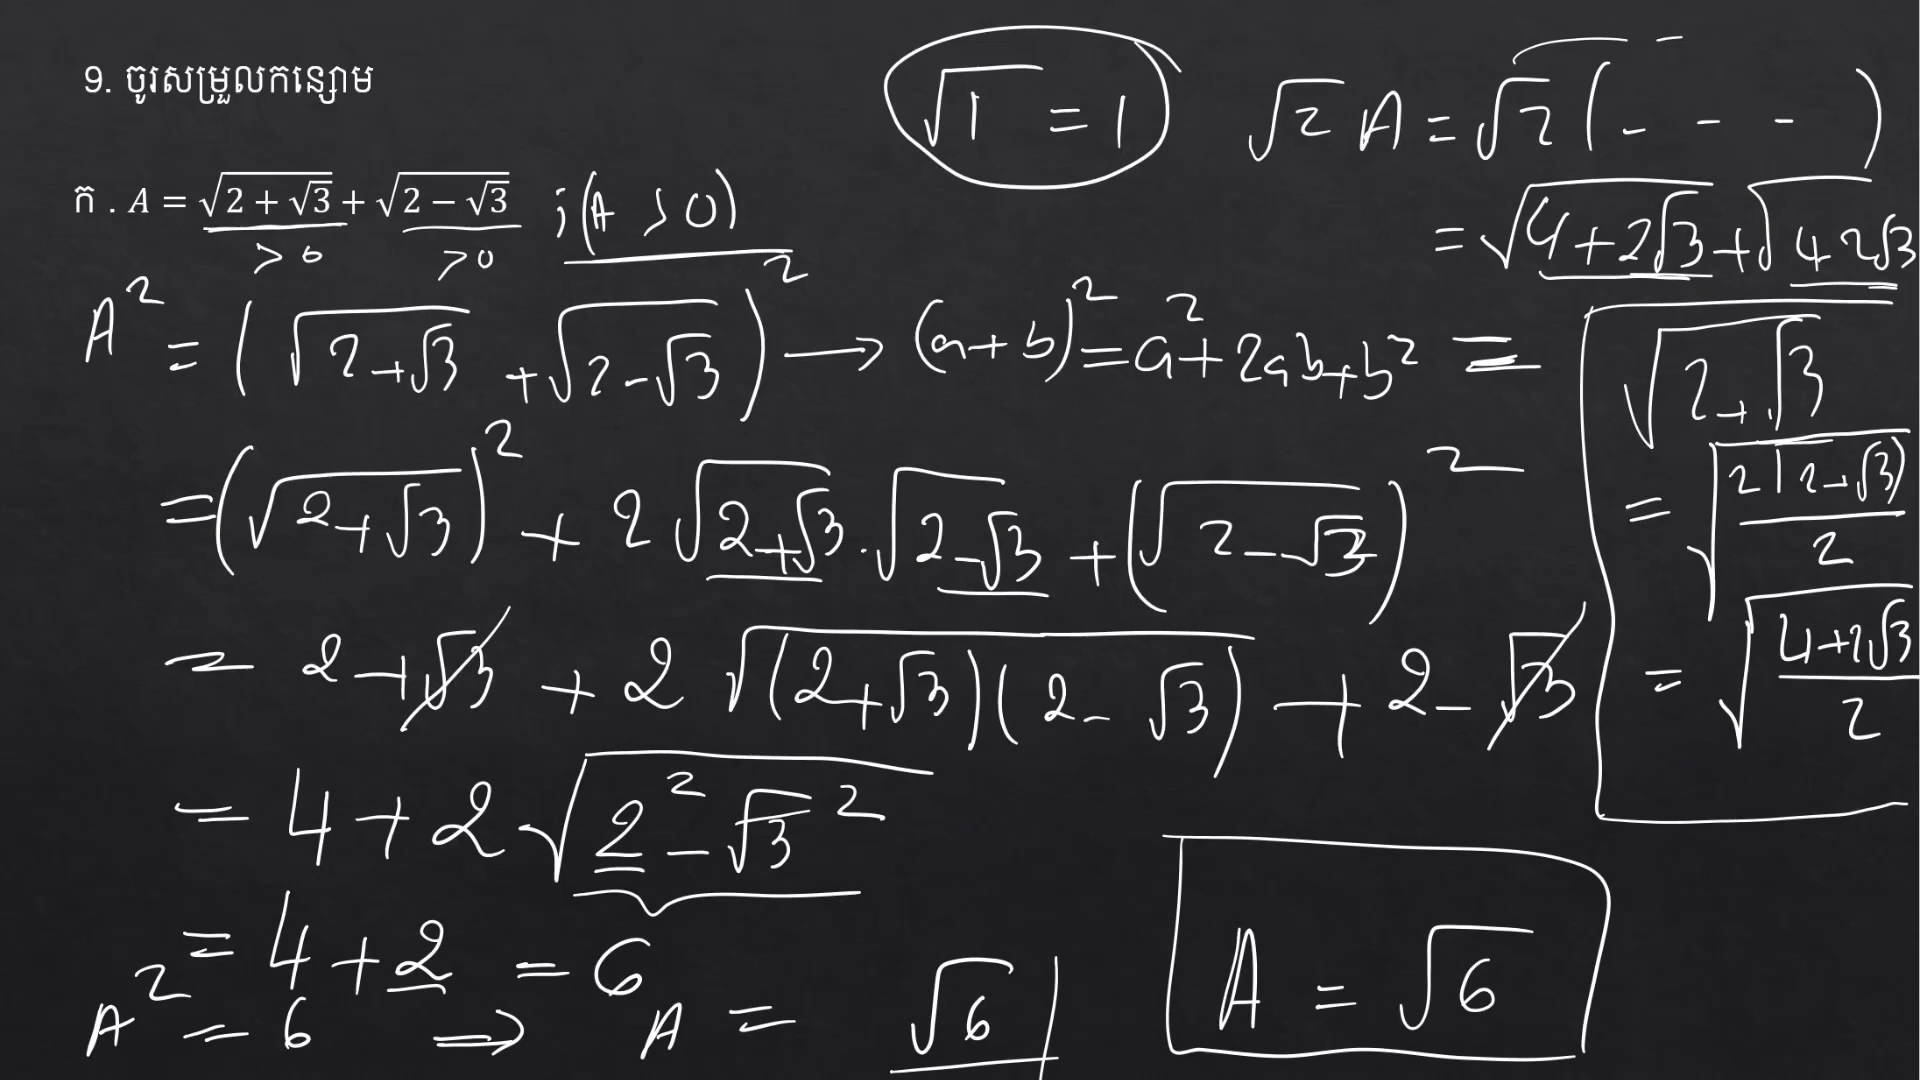 9. ចូរសម្រួលកន្សោម
ក . A = √(2 + √3) + √(2 − √3) ; (A > 0)
> 0 > 0
A² = (√(2+√3) + √(2-√3))² → (a+b)² = a² + 2ab + b² =
= (√(2+√3))² + 2√(2+√3) . √(2-√3) + (√(2-√3))²
= 2+√3 + 2√((2+√3)(2-√3)) + 2-√3
= 4 + 2√(2² - √3²)
= 4 + 2 = 6
A² = 6 ⇒ A = √6
√1 = 1
√2 A = √2 ( - - - )
= √(4+2√3) + √(4 2√3)
√(2+√3)
= √(2(2+√3)/2)
= √((4+2√3)/2)
A = √6